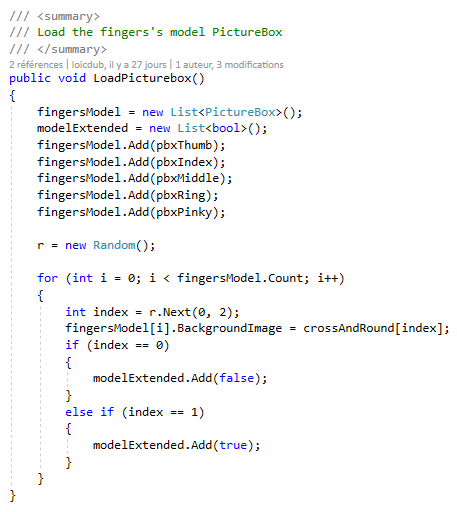 /// <summary>
/// Load the fingers's model PictureBox
/// </summary>
2 références | loicdub, il y a 27 jours | 1 auteur, 3 modifications
public void LoadPicturebox()
{
    fingersModel = new List<PictureBox>();
    modelExtended = new List<bool>();
    fingersModel.Add(pbxThumb);
    fingersModel.Add(pbxIndex);
    fingersModel.Add(pbxMiddle);
    fingersModel.Add(pbxRing);
    fingersModel.Add(pbxPinky);

    r = new Random();

    for (int i = 0; i < fingersModel.Count; i++)
    {
        int index = r.Next(0, 2);
        fingersModel[i].BackgroundImage = crossAndRound[index];
        if (index == 0)
        {
            modelExtended.Add(false);
        }
        else if (index == 1)
        {
            modelExtended.Add(true);
        }
    }
}